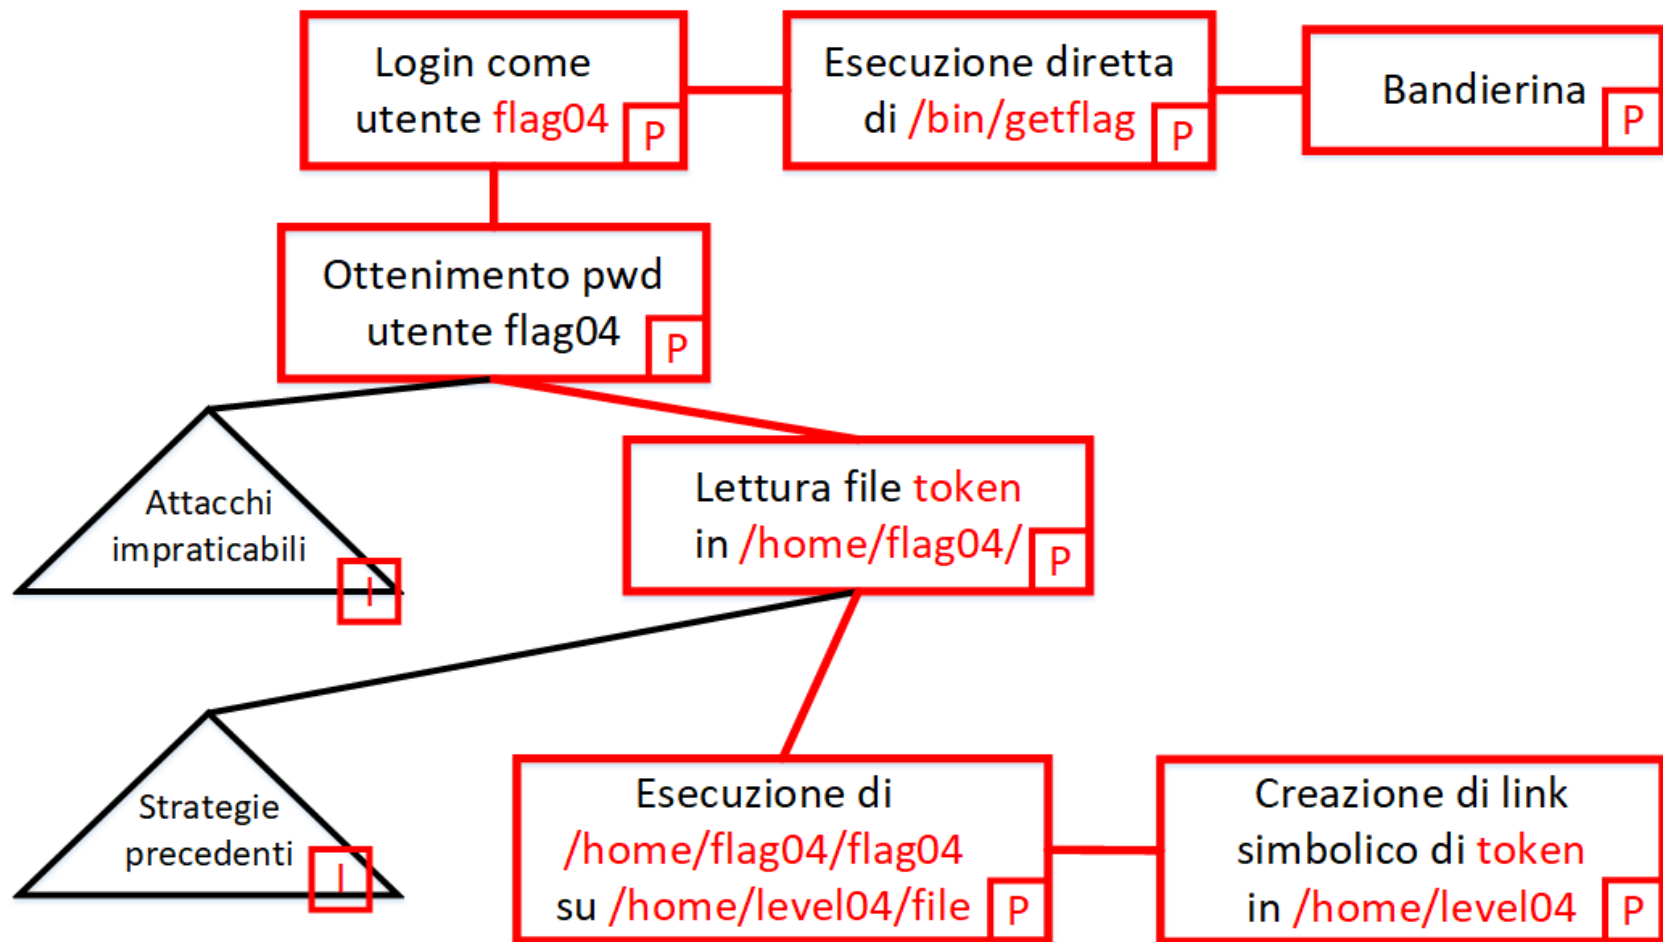 Login come
utente flag04
P
Esecuzione diretta
di /bin/getflag
P
Bandierina
P
Ottenimento pwd
utente flag04
P
Attacchi
impraticabili
I
Lettura file token
in /home/flag04/
P
Strategie
precedenti
I
Esecuzione di
/home/flag04/flag04
su /home/level04/file
P
Creazione di link
simbolico di token
in /home/level04
P